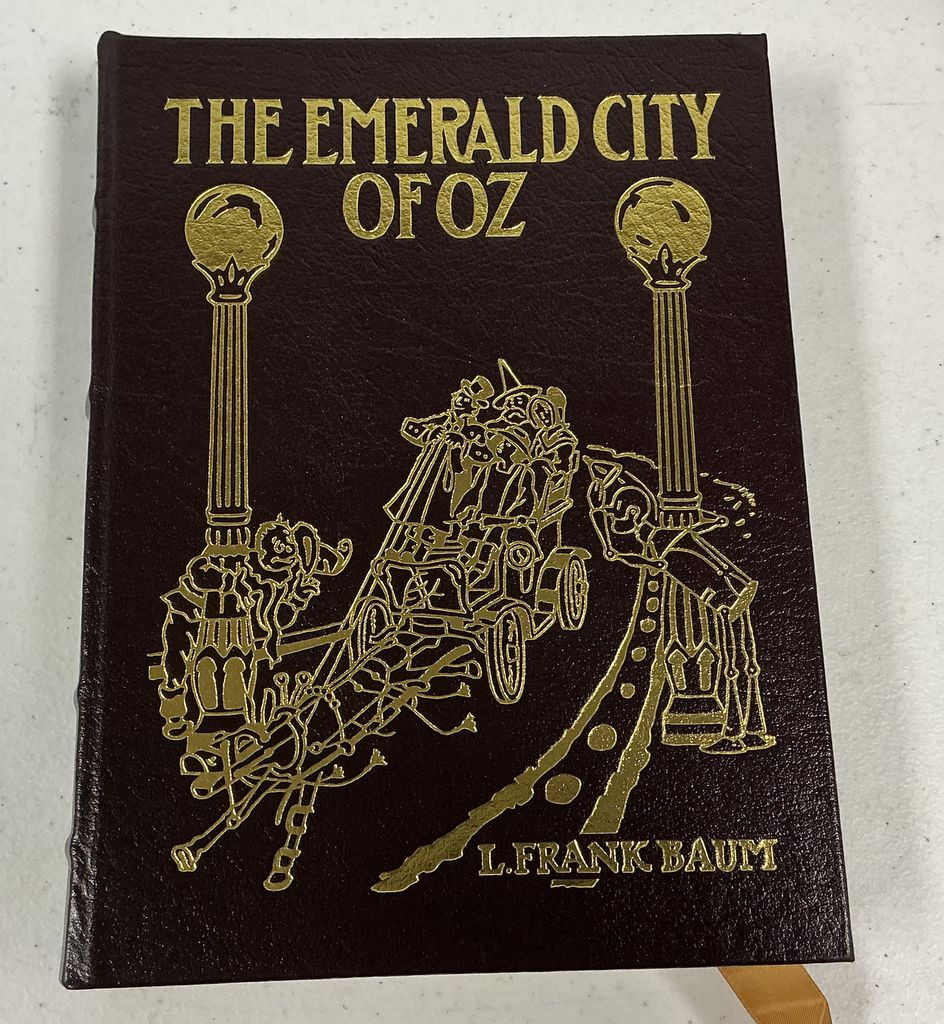 THE EMERALD CITY
OF OZ
L. FRANK BAUM